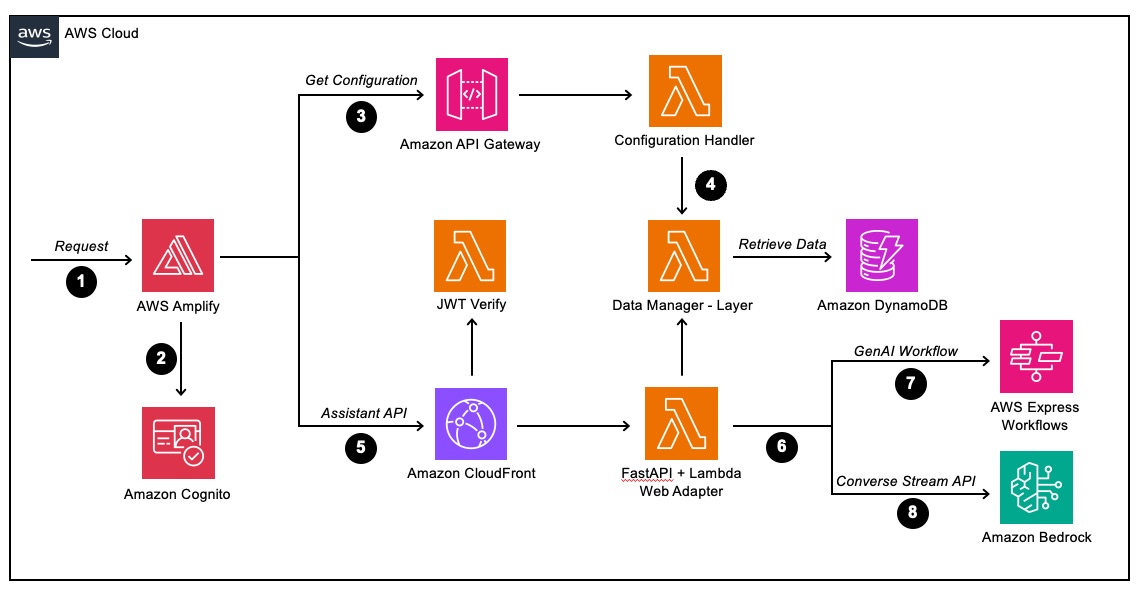 aws
AWS Cloud
Get Configuration
3
Amazon API Gateway
Configuration Handler
4
Request
1
AWS Amplify
JWT Verify
Data Manager - Layer
Retrieve Data
Amazon DynamoDB
2
Amazon Cognito
Assistant API
5
Amazon CloudFront
FastAPI + Lambda
Web Adapter
6
GenAI Workflow
7
AWS Express
Workflows
Converse Stream API
8
Amazon Bedrock